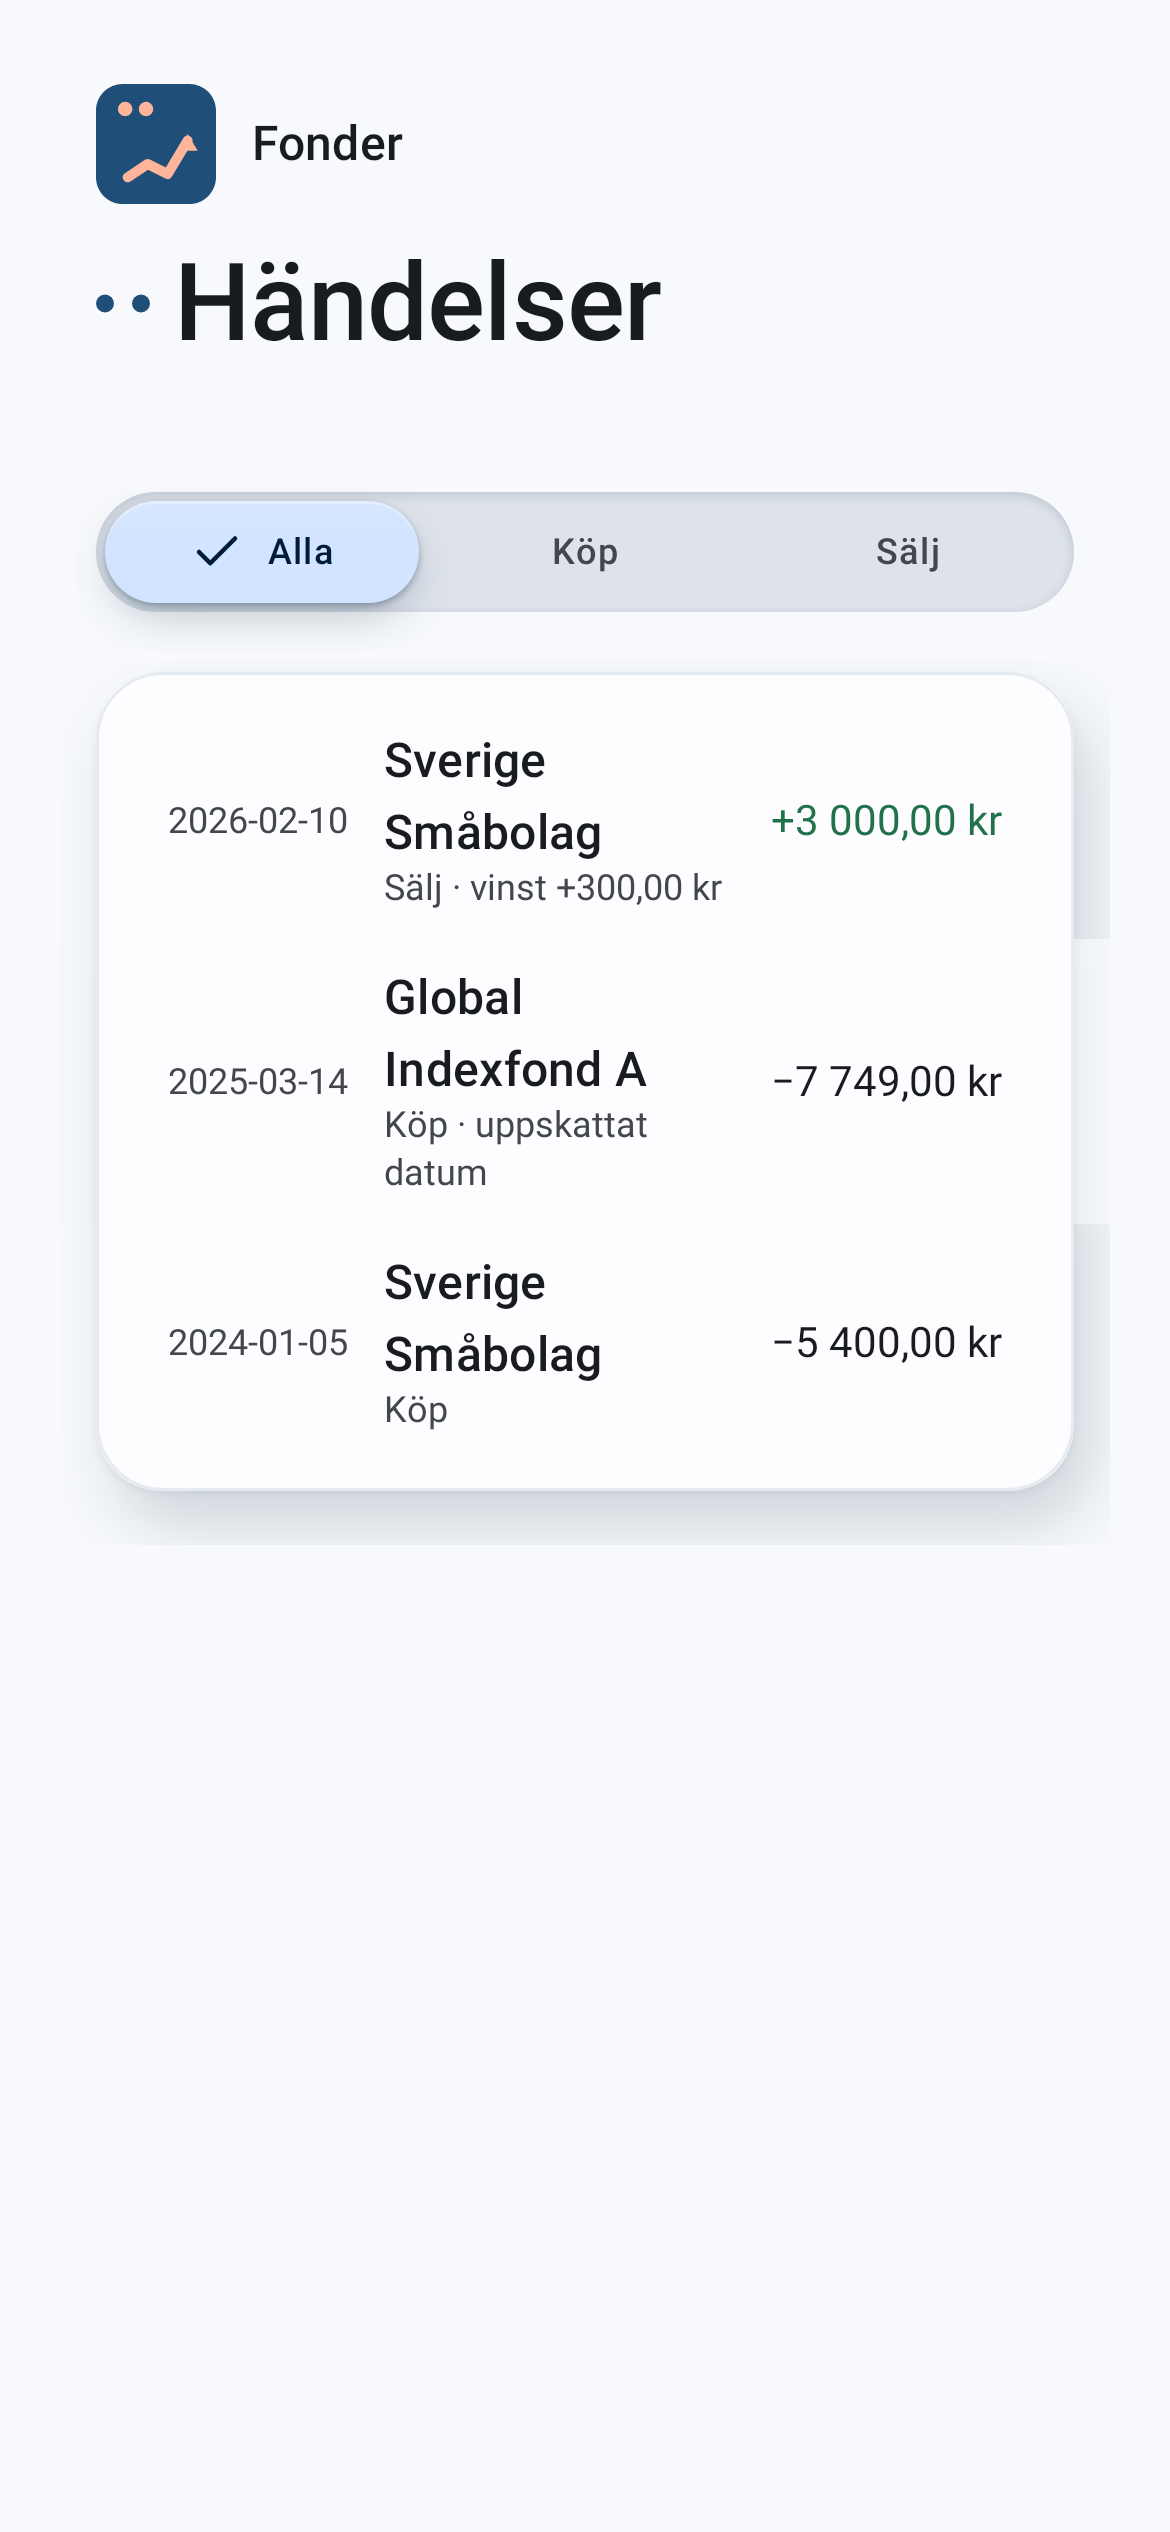 Fonder
Händelser
Alla
Köp
Sälj
2026-02-10
Sverige
Småbolag
Sälj · vinst +300,00 kr
+3 000,00 kr
2025-03-14
Global
Indexfond A
Köp · uppskattat
datum
−7 749,00 kr
2024-01-05
Sverige
Småbolag
Köp
−5 400,00 kr